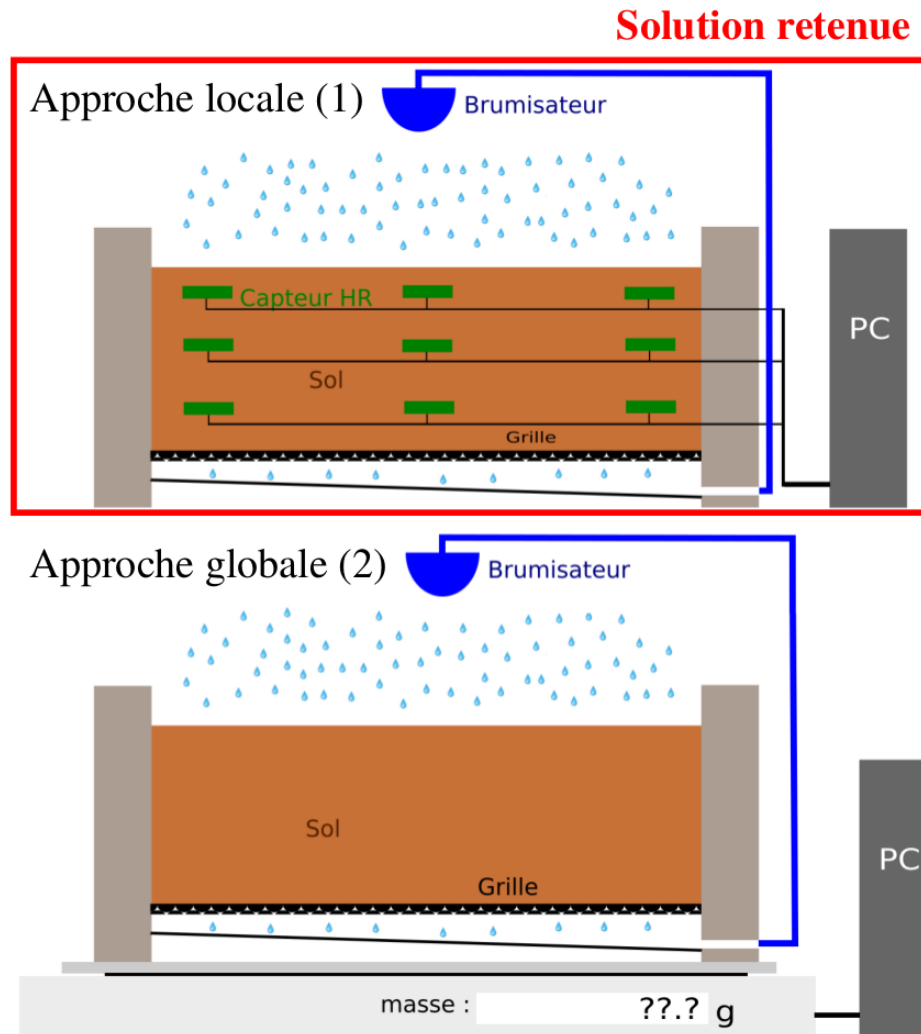 Solution retenue
Approche locale (1)
Brumisateur
Capteur HR
PC
Sol
Grille
Approche globale (2)
Brumisateur
Sol
PC
Grille
masse : ??.? g